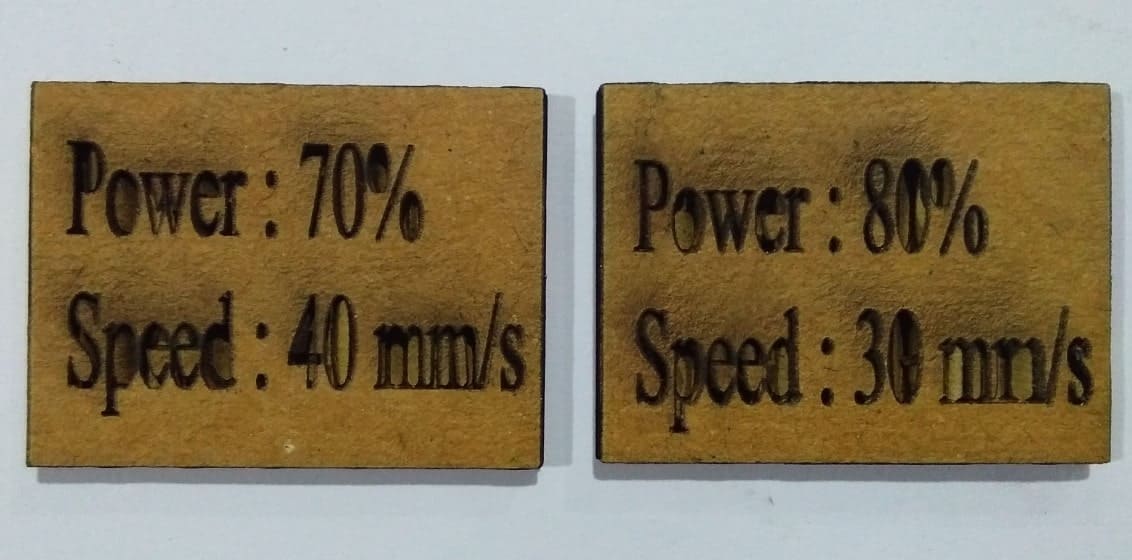 Power : 70%
Speed : 40 mm/s
Power : 80%
Speed : 30 mm/s